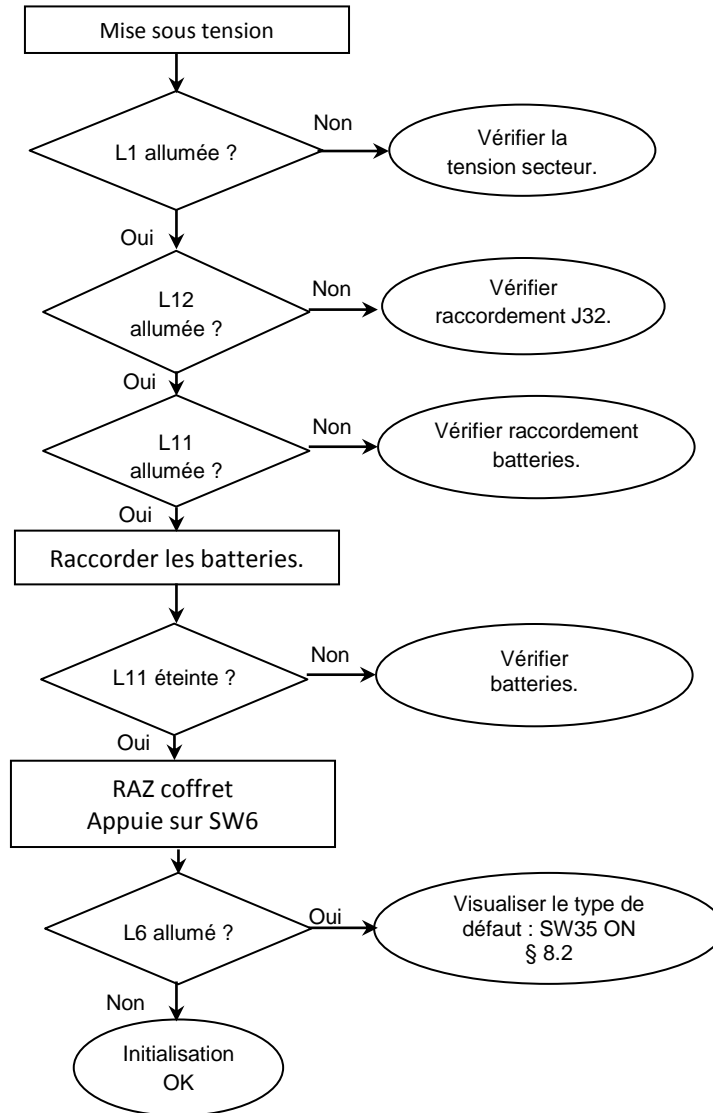 Mise sous tension
Non
L1 allumée ?
Vérifier la
tension secteur.
Oui
L12
allumée ?
Non
Vérifier
raccordement J32.
Oui
L11
allumée ?
Non
Vérifier raccordement
batteries.
Oui
Raccorder les batteries.
L11 éteinte ?
Non
Vérifier
batteries.
Oui
RAZ coffret
Appuie sur SW6
L6 allumé ?
Oui
Visualiser le type de
défaut : SW35 ON
§ 8.2
Non
Initialisation
OK